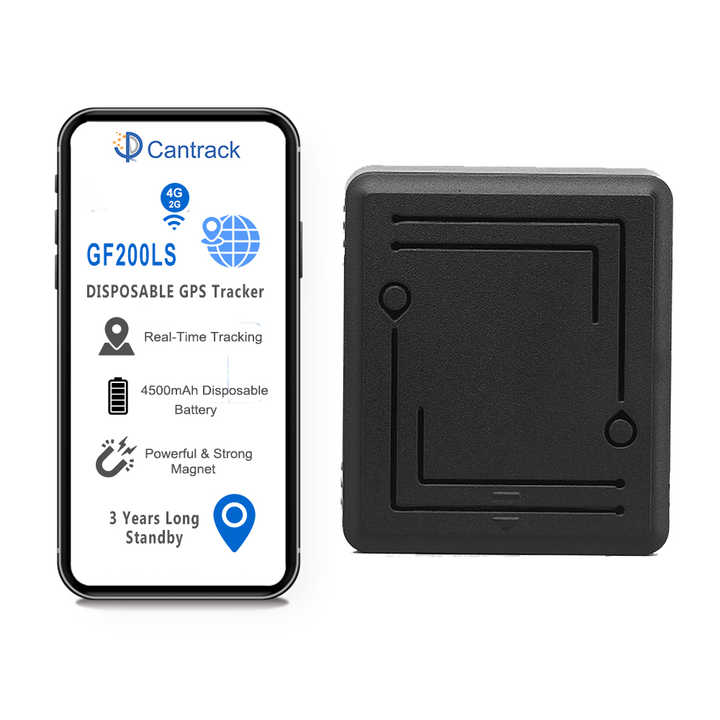 Cantrack
4G
2G
GF200LS
DISPOSABLE GPS Tracker
Real-Time Tracking
4500mAh Disposable
Battery
Powerful & Strong
Magnet
3 Years Long
Standby